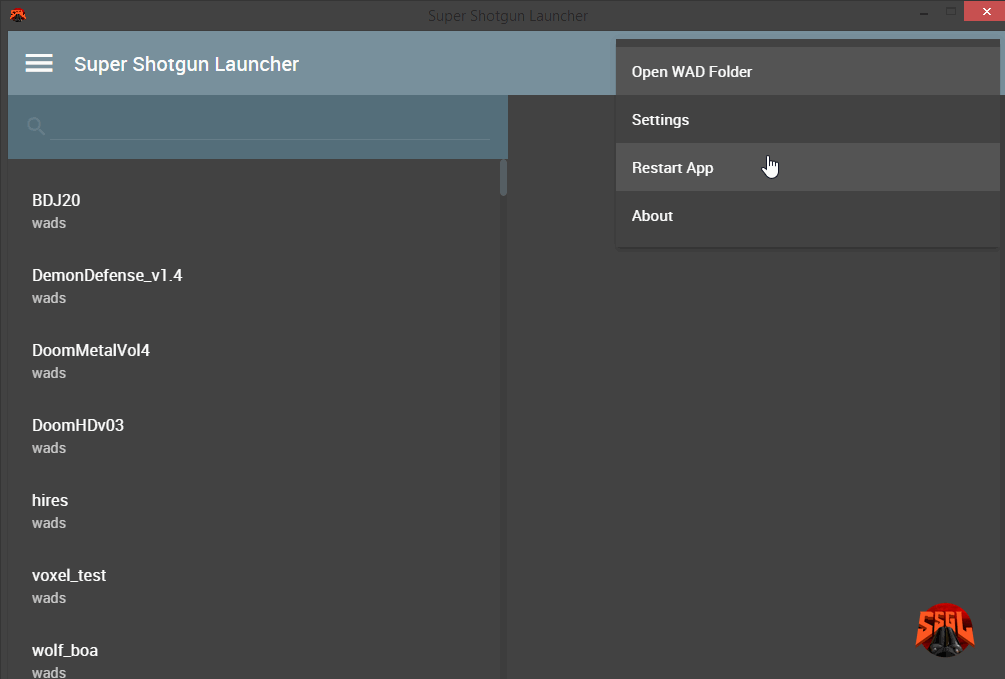 Super Shotgun Launcher
Super Shotgun Launcher
Open WAD Folder
Settings
Restart App
About
BDJ20
wads
DemonDefense_v1.4
wads
DoomMetalVol4
wads
DoomHDv03
wads
hires
wads
voxel_test
wads
wolf_boa
wads
SSGL